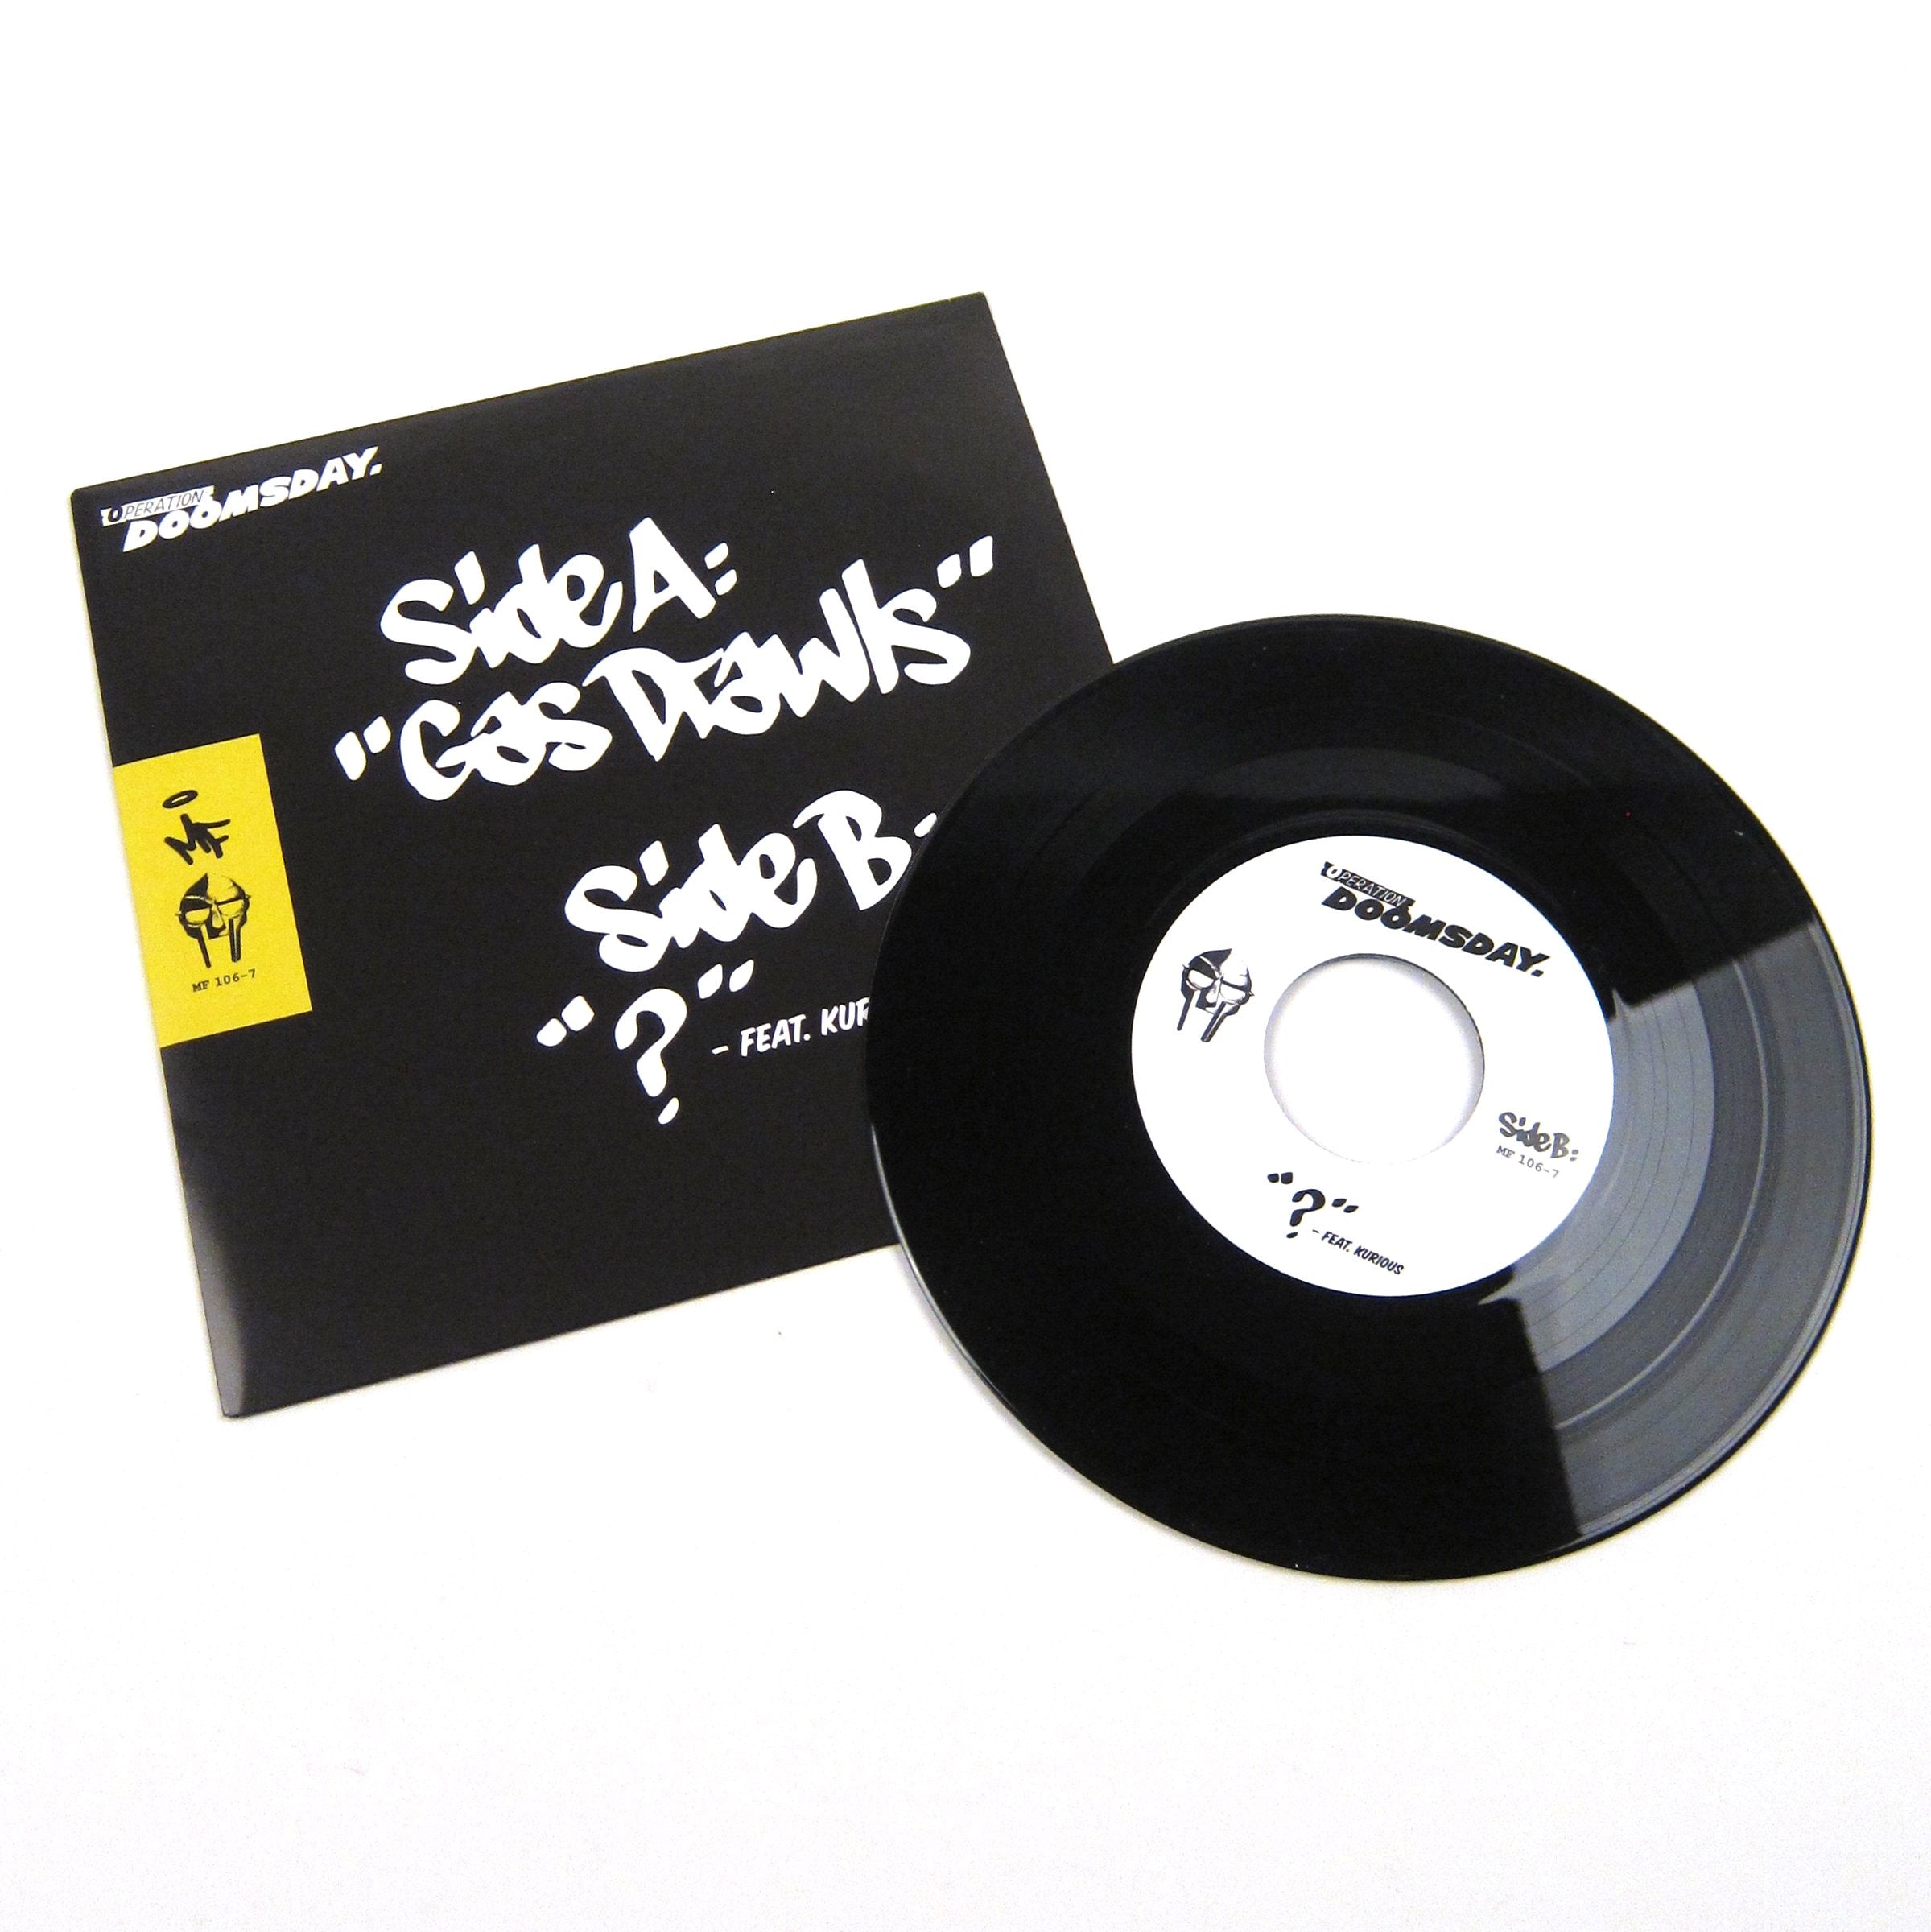 OPERATION:
DOOMSDAY.
Side A:
"Gas Drawls"
Side B:
"?" - FEAT.
MF
MF 106-7
OPERATION:
DOOMSDAY.
Side B:
MF 106-7
"?" - FEAT. KURIOUS